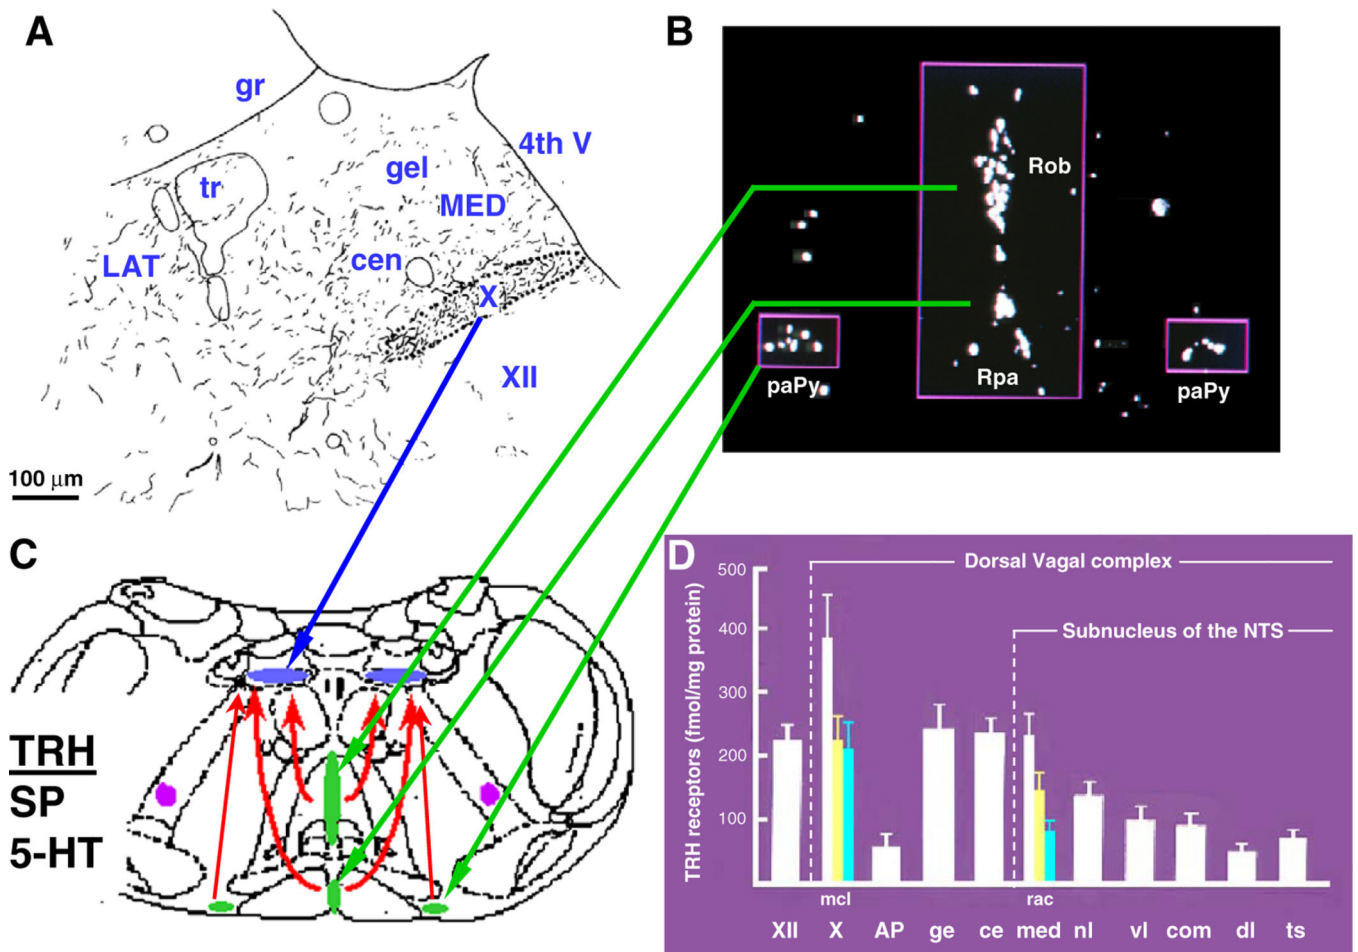 A
gr
4th V
gel
tr
MED
LAT
cen
X
XII
100 μm
B
Rob
Rpa
paPy
paPy
C
TRH
SP
5-HT
D
Dorsal Vagal complex
Subnucleus of the NTS
TRH receptors (fmol/mg protein)
500
400
300
200
100
mcl
rac
XII X AP ge ce med nl vl com dl ts